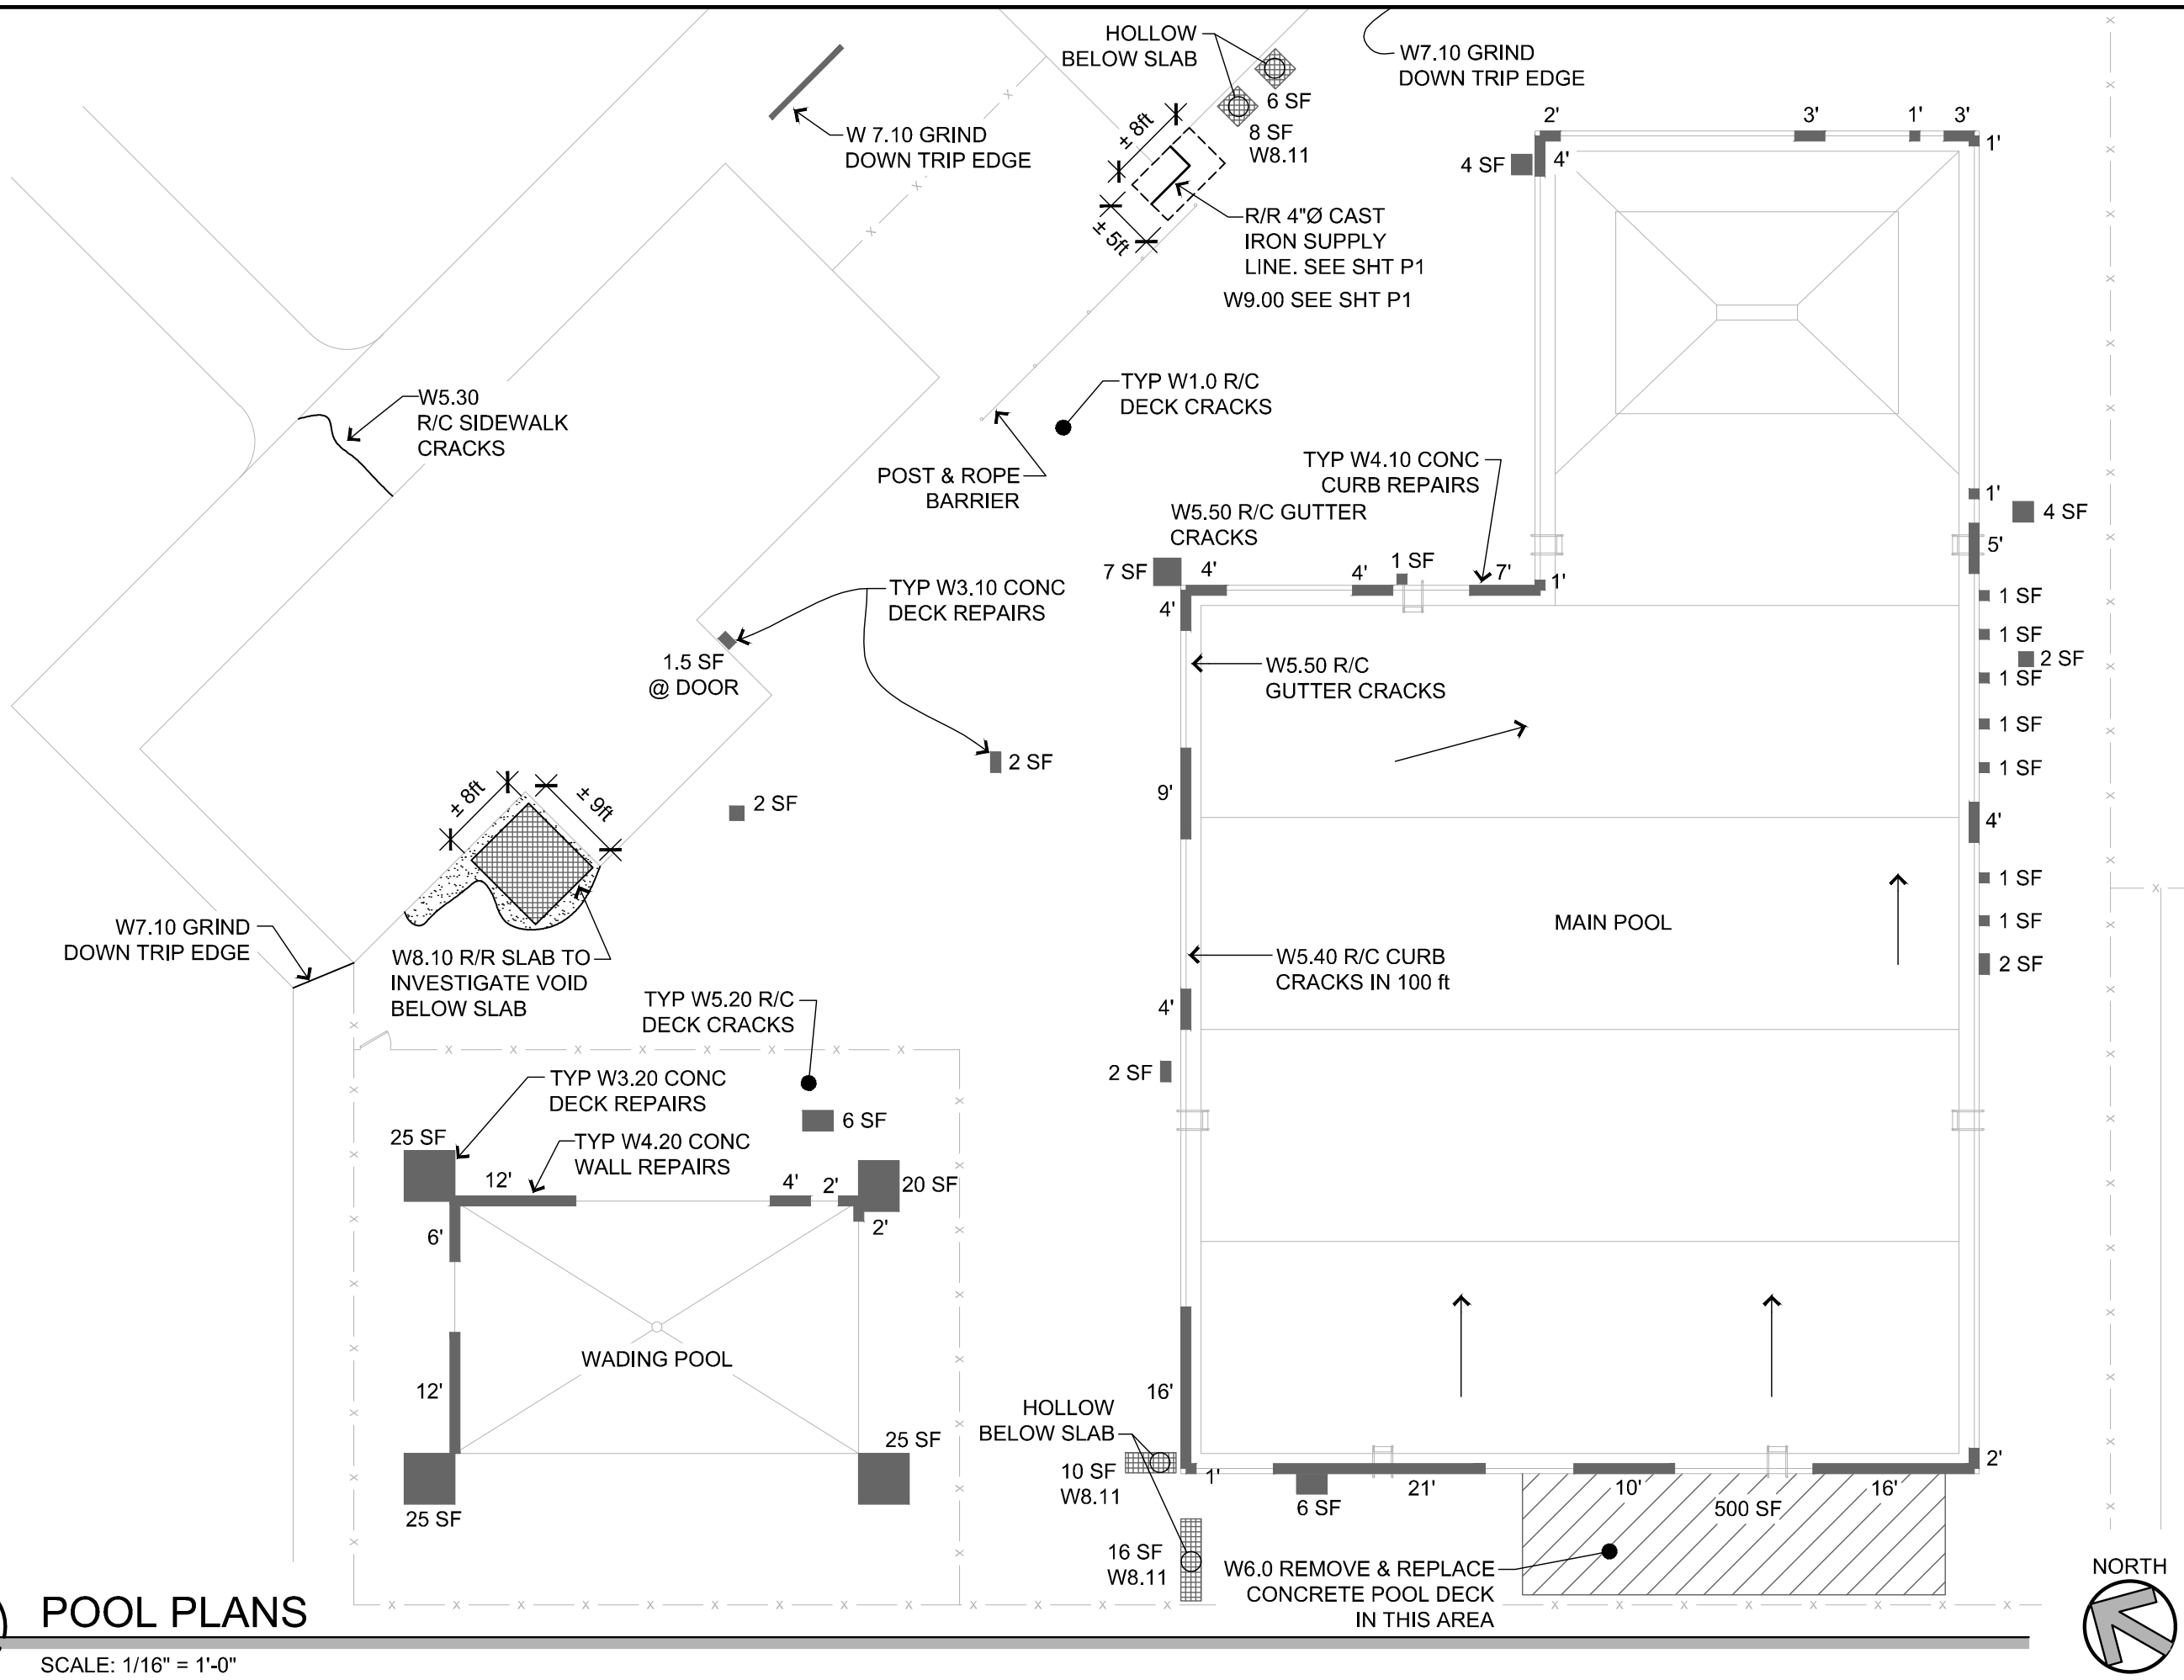 HOLLOW
BELOW SLAB
6 SF
8 SF
W8.11
W7.10 GRIND
DOWN TRIP EDGE
W 7.10 GRIND
DOWN TRIP EDGE
± 8ft
± 5ft
R/R 4"Ø CAST
IRON SUPPLY
LINE. SEE SHT P1
W9.00 SEE SHT P1
2'
3'
1'
3'
1'
4 SF
4'
W5.30
R/C SIDEWALK
CRACKS
TYP W1.0 R/C
DECK CRACKS
POST & ROPE
BARRIER
TYP W4.10 CONC
CURB REPAIRS
W5.50 R/C GUTTER
CRACKS
7 SF
4'
4'
1 SF
7'
1'
4'
1'
4 SF
5'
1 SF
1 SF
2 SF
1 SF
1 SF
1 SF
4'
1 SF
1 SF
2 SF
TYP W3.10 CONC
DECK REPAIRS
1.5 SF
@ DOOR
2 SF
2 SF
W5.50 R/C
GUTTER CRACKS
9'
± 8ft
± 9ft
W7.10 GRIND
DOWN TRIP EDGE
W8.10 R/R SLAB TO
INVESTIGATE VOID
BELOW SLAB
MAIN POOL
W5.40 R/C CURB
CRACKS IN 100 ft
4'
2 SF
TYP W5.20 R/C
DECK CRACKS
TYP W3.20 CONC
DECK REPAIRS
6 SF
25 SF
TYP W4.20 CONC
WALL REPAIRS
12'
4'
2'
20 SF
2'
6'
WADING POOL
12'
25 SF
25 SF
16'
HOLLOW
BELOW SLAB
10 SF
W8.11
1'
6 SF
21'
10'
16'
2'
500 SF
16 SF
W8.11
W6.0 REMOVE & REPLACE
CONCRETE POOL DECK
IN THIS AREA
NORTH
POOL PLANS
SCALE: 1/16" = 1'-0"